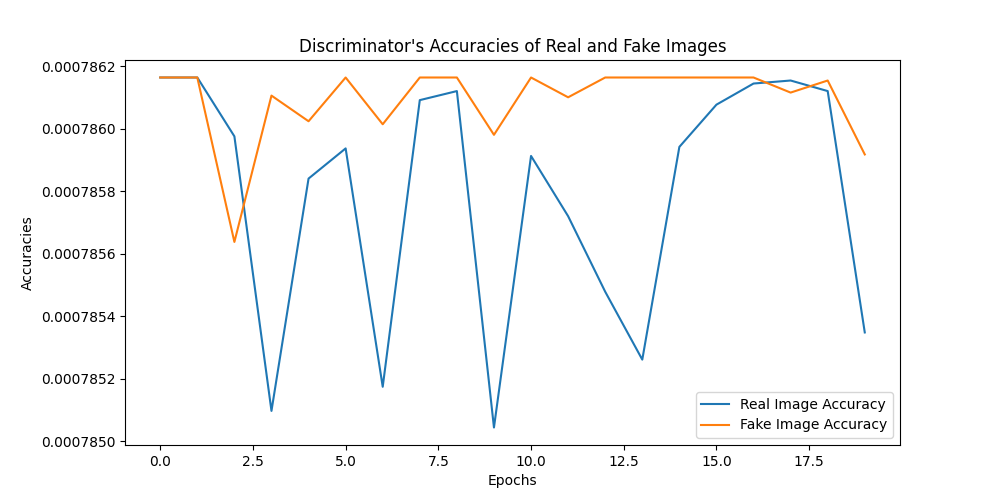 Discriminator's Accuracies of Real and Fake Images
0.0007862
0.0007860
0.0007858
0.0007856
0.0007854
0.0007852
0.0007850
Accuracies
0.0 2.5 5.0 7.5 10.0 12.5 15.0 17.5
Epochs
Real Image Accuracy
Fake Image Accuracy